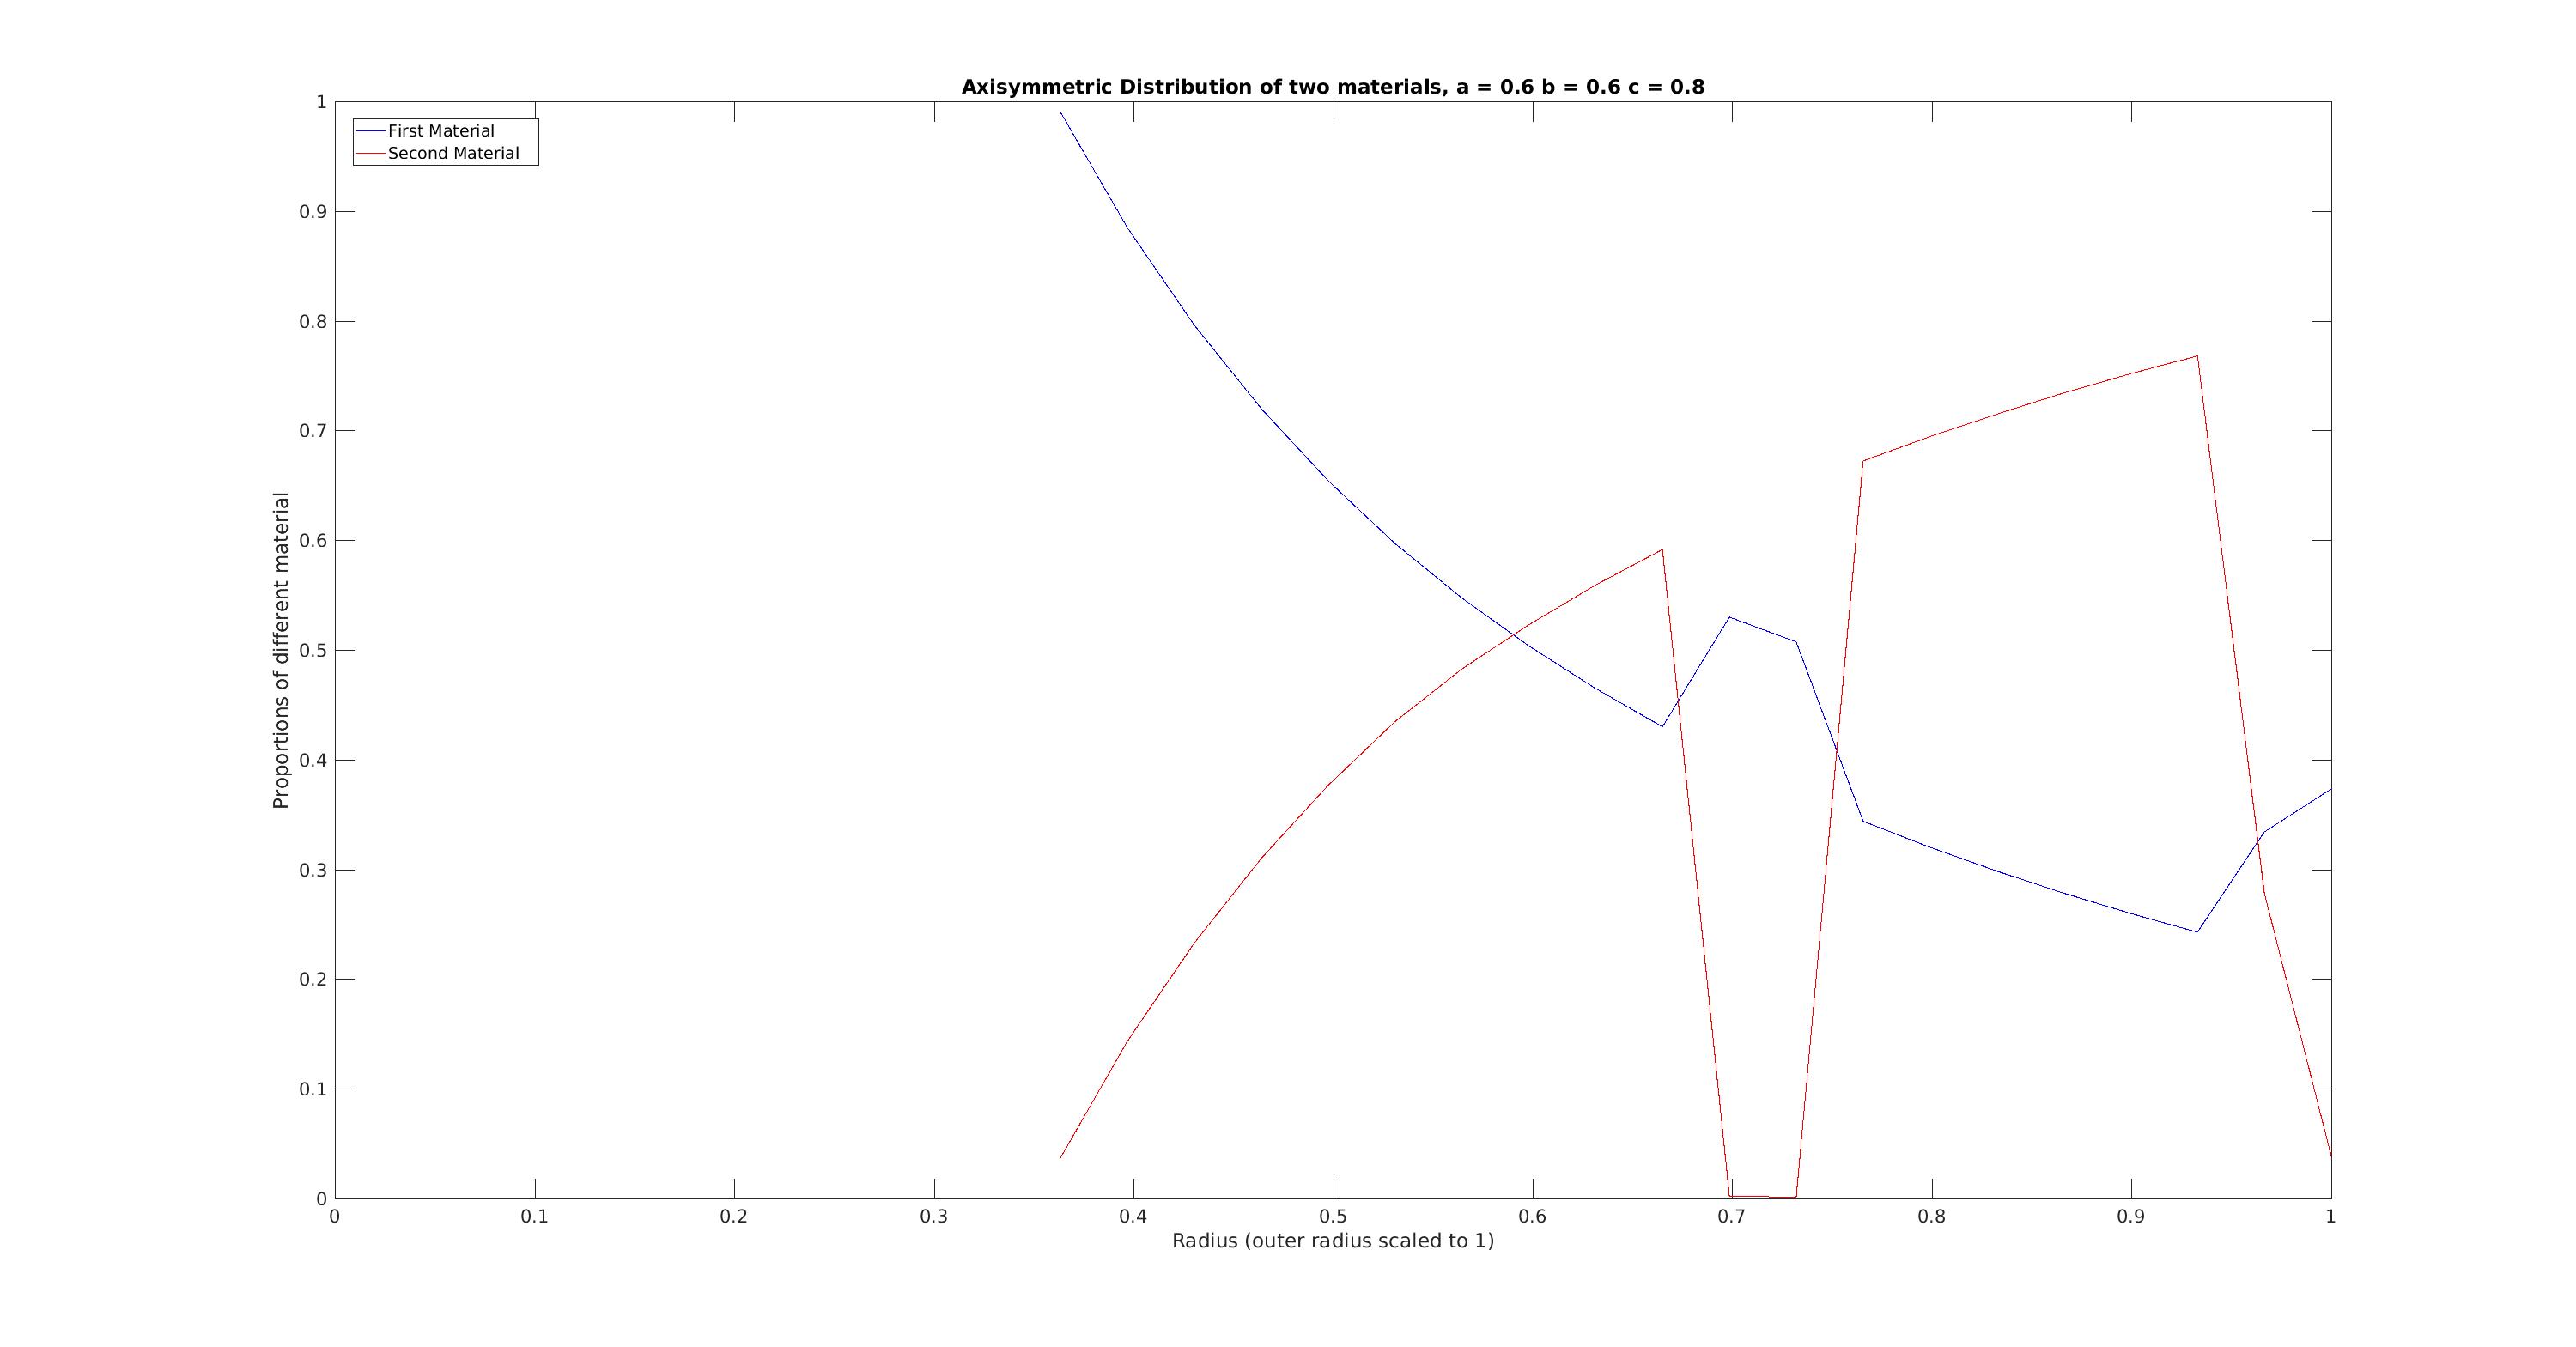 Axisymmetric Distribution of two materials, a = 0.6 b = 0.6 c = 0.8
First Material
Second Material
Proportions of different material
1
0.9
0.8
0.7
0.6
0.5
0.4
0.3
0.2
0.1
0
0 0.1 0.2 0.3 0.4 0.5 0.6 0.7 0.8 0.9 1
Radius (outer radius scaled to 1)